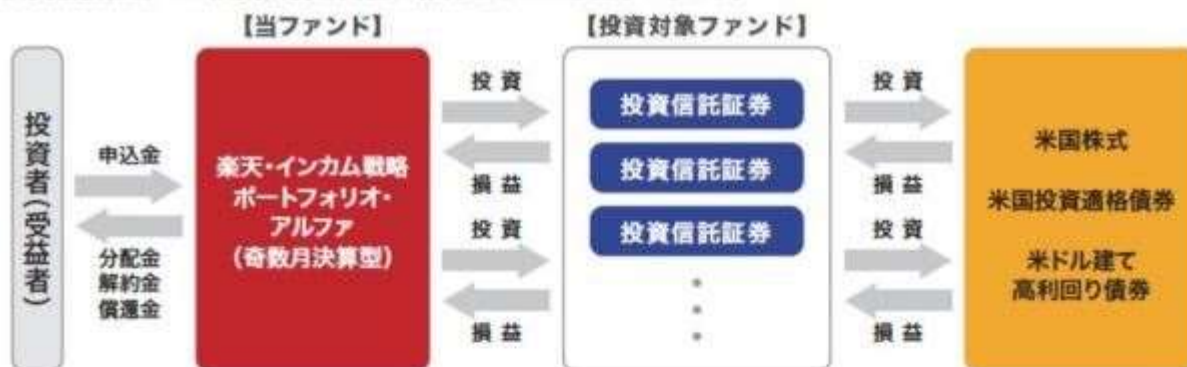 【当ファンド】
【投資対象ファンド】
投資者(受益者)
申込金
分配金
解約金
償還金
楽天・インカム戦略
ポートフォリオ・
アルファ
(奇数月決算型)
投資
損益
投資
損益
投資信託証券
投資信託証券
投資信託証券
投資
損益
投資
損益
米国株式
米国投資適格債券
米ドル建て
高利回り債券